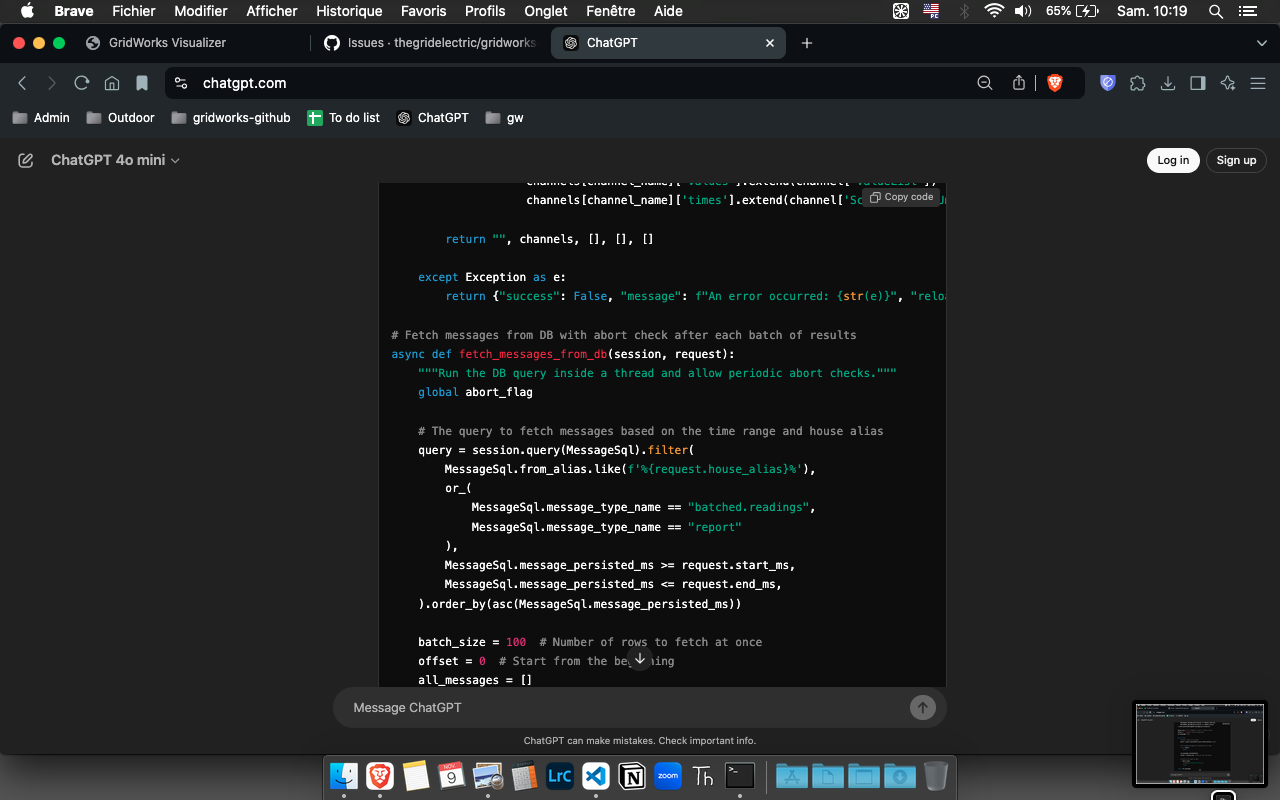 Brave Fichier Modifier Afficher Historique Favoris Profils Onglet Fenêtre Aide 65% Sam. 10:19
GridWorks Visualizer Issues · thegridelectric/gridworks ChatGPT
chatgpt.com
Admin Outdoor gridworks-github To do list ChatGPT gw
ChatGPT 4o mini Log in Sign up
channels[channel_name]['values'].extend(channel['ValueList'])
channels[channel_name]['times'].extend(channel['Sc
Copy code
return "", channels, [], [], []
except Exception as e:
return {"success": False, "message": f"An error occurred: {str(e)}", "relo
# Fetch messages from DB with abort check after each batch of results
async def fetch_messages_from_db(session, request):
"""Run the DB query inside a thread and allow periodic abort checks."""
global abort_flag
# The query to fetch messages based on the time range and house alias
query = session.query(MessageSql).filter(
MessageSql.from_alias.like(f'%{request.house_alias}%'),
or_(
MessageSql.message_type_name == "batched.readings",
MessageSql.message_type_name == "report"
),
MessageSql.message_persisted_ms >= request.start_ms,
MessageSql.message_persisted_ms <= request.end_ms,
).order_by(asc(MessageSql.message_persisted_ms))
batch_size = 100 # Number of rows to fetch at once
offset = 0 # Start from the beginning
all_messages = []
Message ChatGPT
ChatGPT can make mistakes. Check important info.
NOV 9 LrC zoom Th